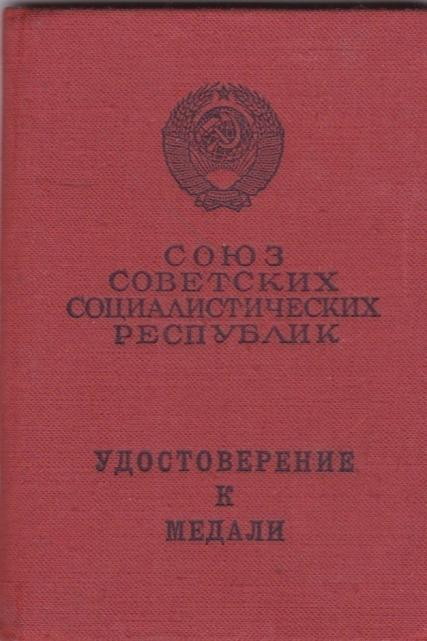 СОЮЗ
СОВЕТСКИХ
СОЦИАЛИСТИЧЕСКИХ
РЕСПУБЛИК
УДОСТОВЕРЕНИЕ
К
МЕДАЛИ